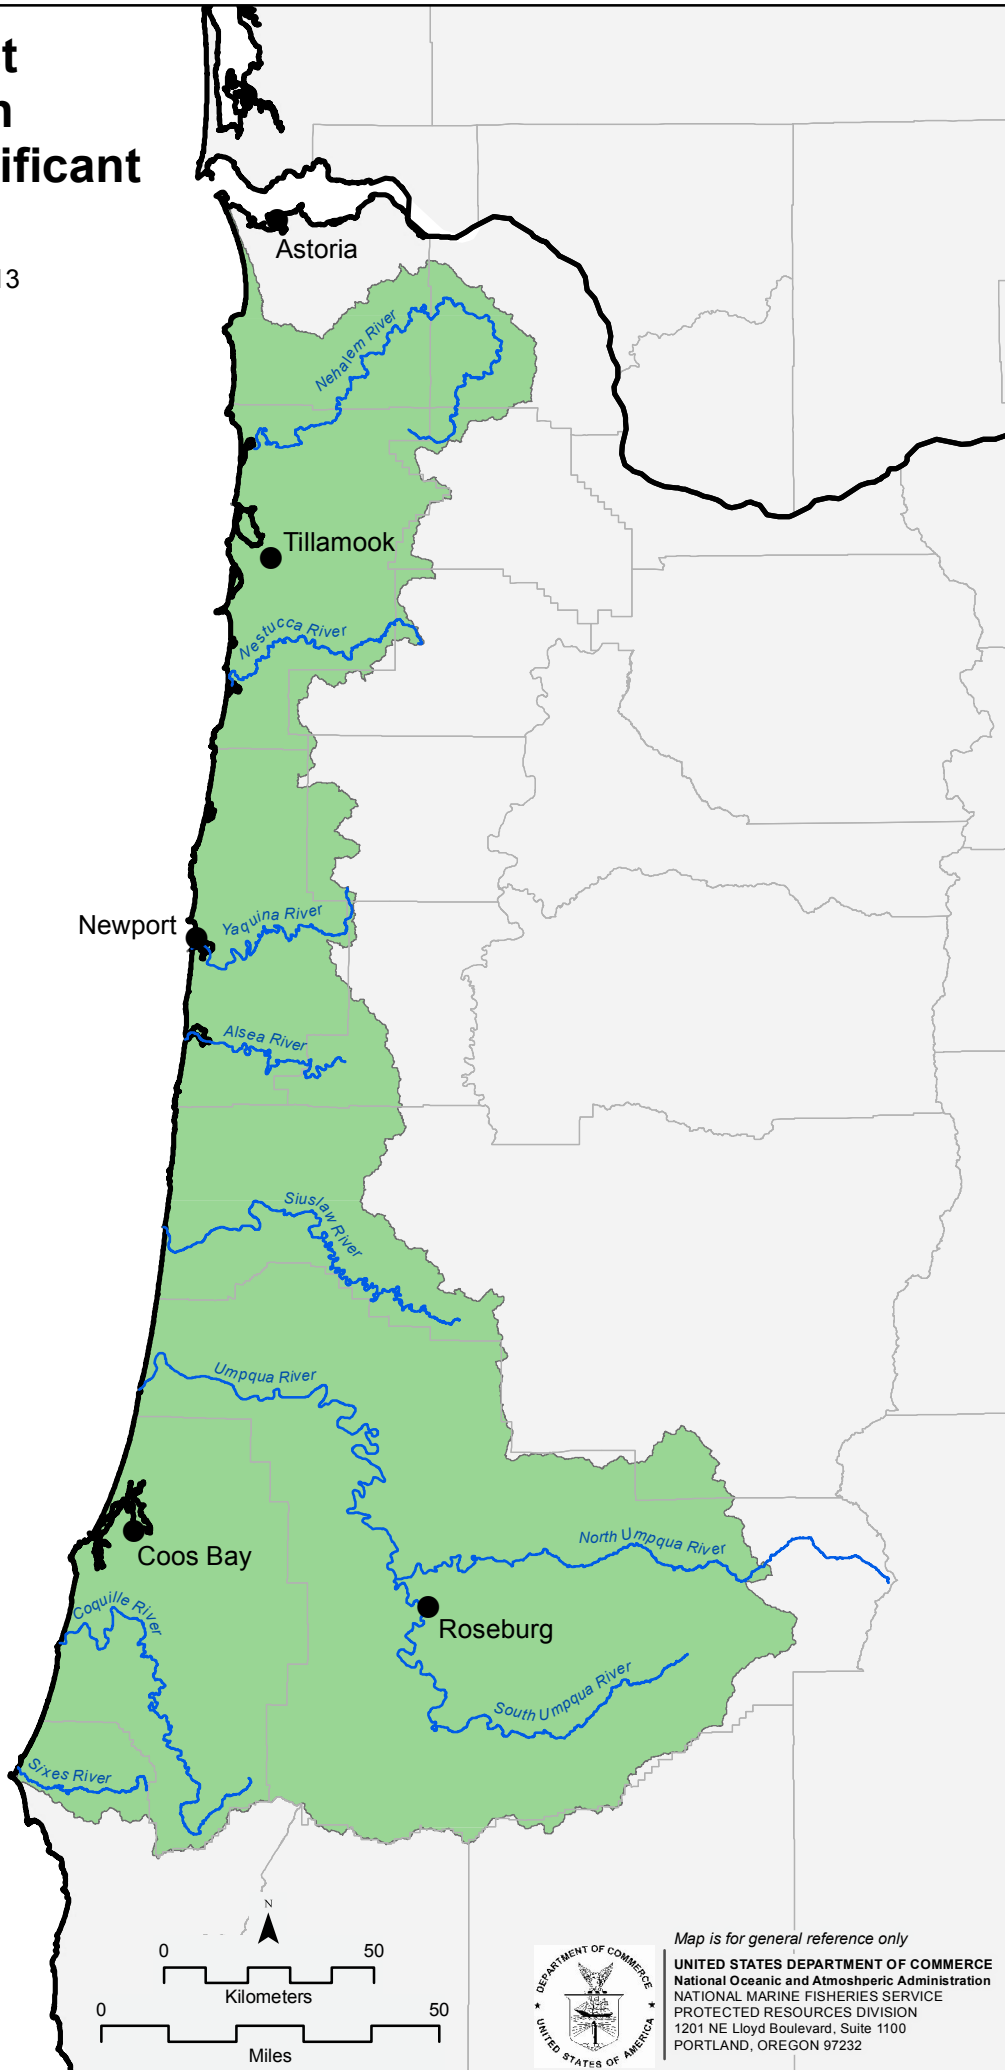 t
n
ificant
13
Astoria
Nehalem River
Tillamook
Nestucca River
Newport
Yaquina River
Alsea River
Siuslaw River
Umpqua River
North Umpqua River
Coos Bay
Coquille River
Roseburg
South Umpqua River
Sixes River
N
0 50
Kilometers
0 50
Miles
DEPARTMENT OF COMMERCE
UNITED STATES OF AMERICA
Map is for general reference only
UNITED STATES DEPARTMENT OF COMMERCE
National Oceanic and Atmoshperic Administration
NATIONAL MARINE FISHERIES SERVICE
PROTECTED RESOURCES DIVISION
1201 NE Lloyd Boulevard, Suite 1100
PORTLAND, OREGON 97232